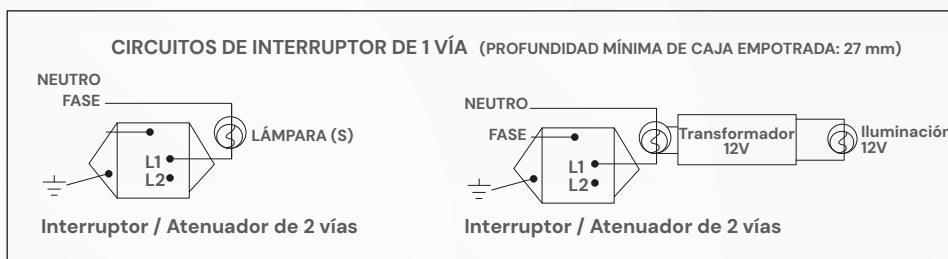 CIRCUITOS DE INTERRUPTOR DE 1 VÍA (PROFUNDIDAD MÍNIMA DE CAJA EMPOTRADA: 27 mm)
NEUTRO
FASE
LÁMPARA (S)
L1
L2
Interruptor / Atenuador de 2 vías
NEUTRO
FASE
Transformador
12V
Iluminación
12V
L1
L2
Interruptor / Atenuador de 2 vías